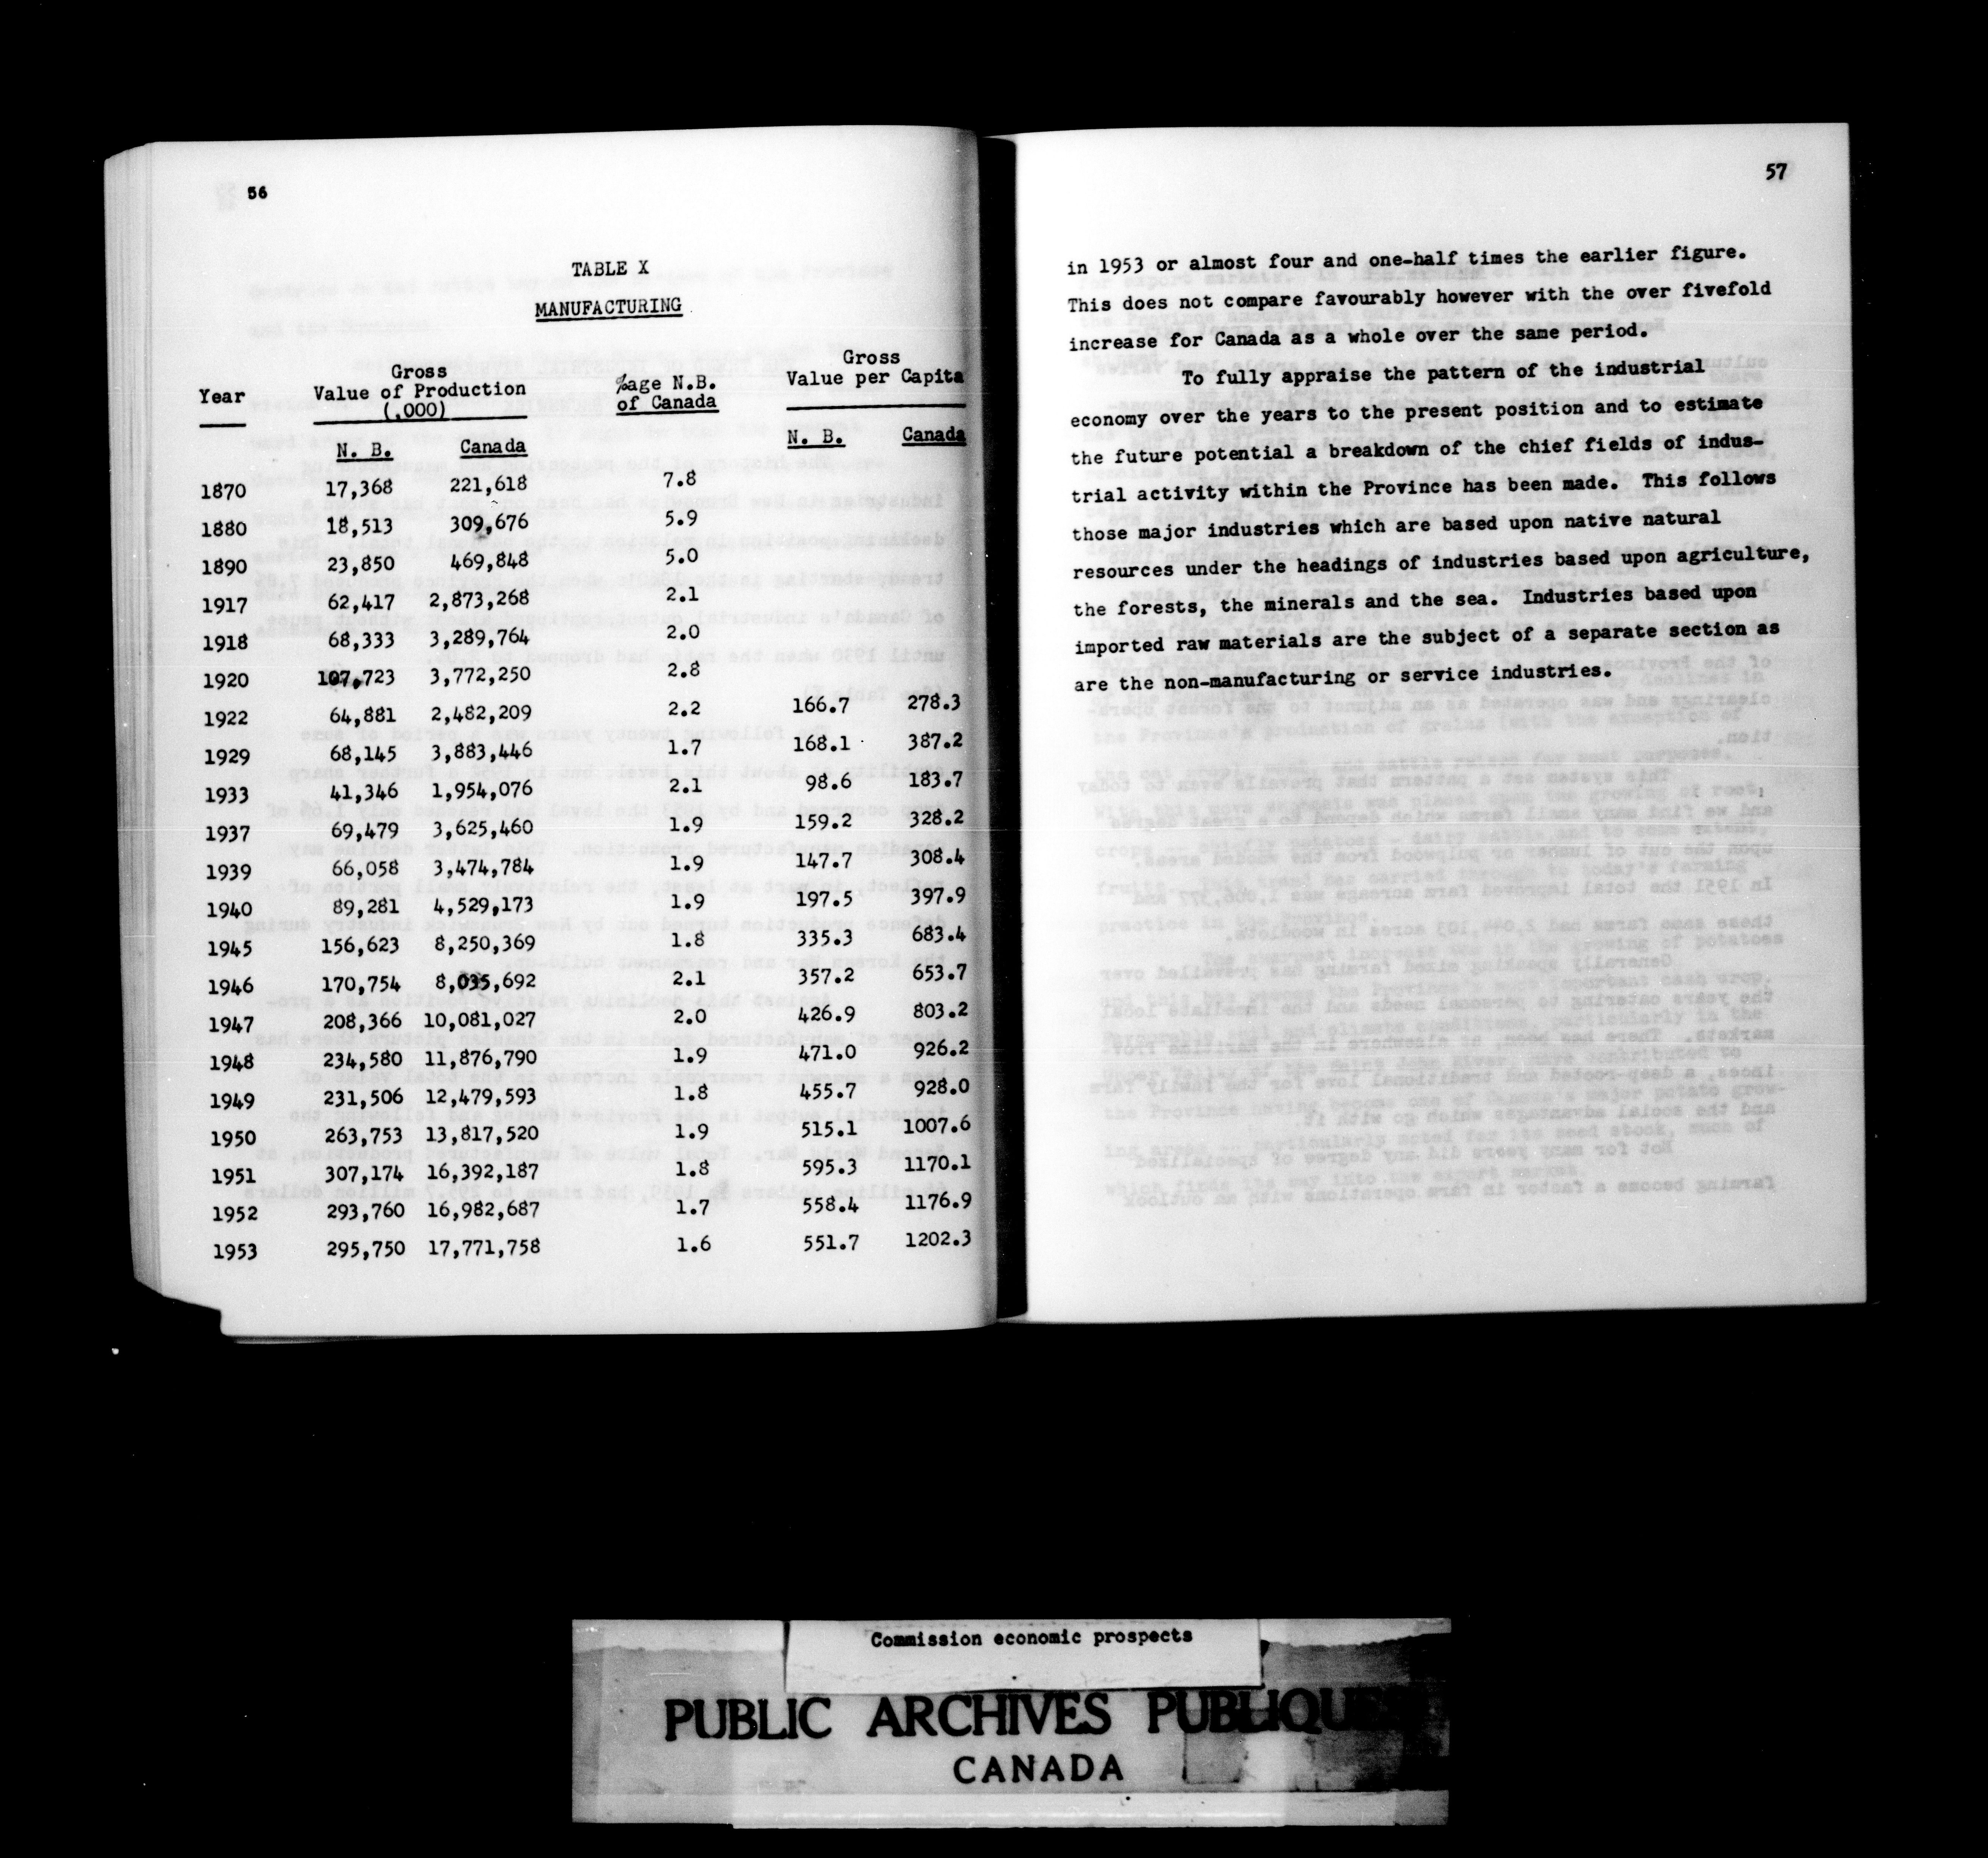 56
TABLE X
MANUFACTURING
Year Gross Value of Production (,000) %age N.B. of Canada Gross Value per Capita
N. B. Canada N. B. Canada
1870 17,368 221,618 7.8
1880 18,513 309,676 5.9
1890 23,850 469,848 5.0
1917 62,417 2,873,268 2.1
1918 68,333 3,289,764 2.0
1920 107,723 3,772,250 2.8
1922 64,881 2,482,209 2.2 166.7 278.3
1929 68,145 3,883,446 1.7 168.1 387.2
1933 41,346 1,954,076 2.1 98.6 183.7
1937 69,479 3,625,460 1.9 159.2 328.2
1939 66,058 3,474,784 1.9 147.7 308.4
1940 89,281 4,529,173 1.9 197.5 397.9
1945 156,623 8,250,369 1.8 335.3 683.4
1946 170,754 8,035,692 2.1 357.2 653.7
1947 208,366 10,081,027 2.0 426.9 803.2
1948 234,580 11,876,790 1.9 471.0 926.2
1949 231,506 12,479,593 1.8 455.7 928.0
1950 263,753 13,817,520 1.9 515.1 1007.6
1951 307,174 16,392,187 1.8 595.3 1170.1
1952 293,760 16,982,687 1.7 558.4 1176.9
1953 295,750 17,771,758 1.6 551.7 1202.3
57
in 1953 or almost four and one-half times the earlier figure.
This does not compare favourably however with the over fivefold
increase for Canada as a whole over the same period.
To fully appraise the pattern of the industrial
economy over the years to the present position and to estimate
the future potential a breakdown of the chief fields of indus-
trial activity within the Province has been made. This follows
those major industries which are based upon native natural
resources under the headings of industries based upon agriculture,
the forests, the minerals and the sea. Industries based upon
imported raw materials are the subject of a separate section as
are the non-manufacturing or service industries.
Commission economic prospects
PUBLIC ARCHIVES PUBLIQUES
CANADA